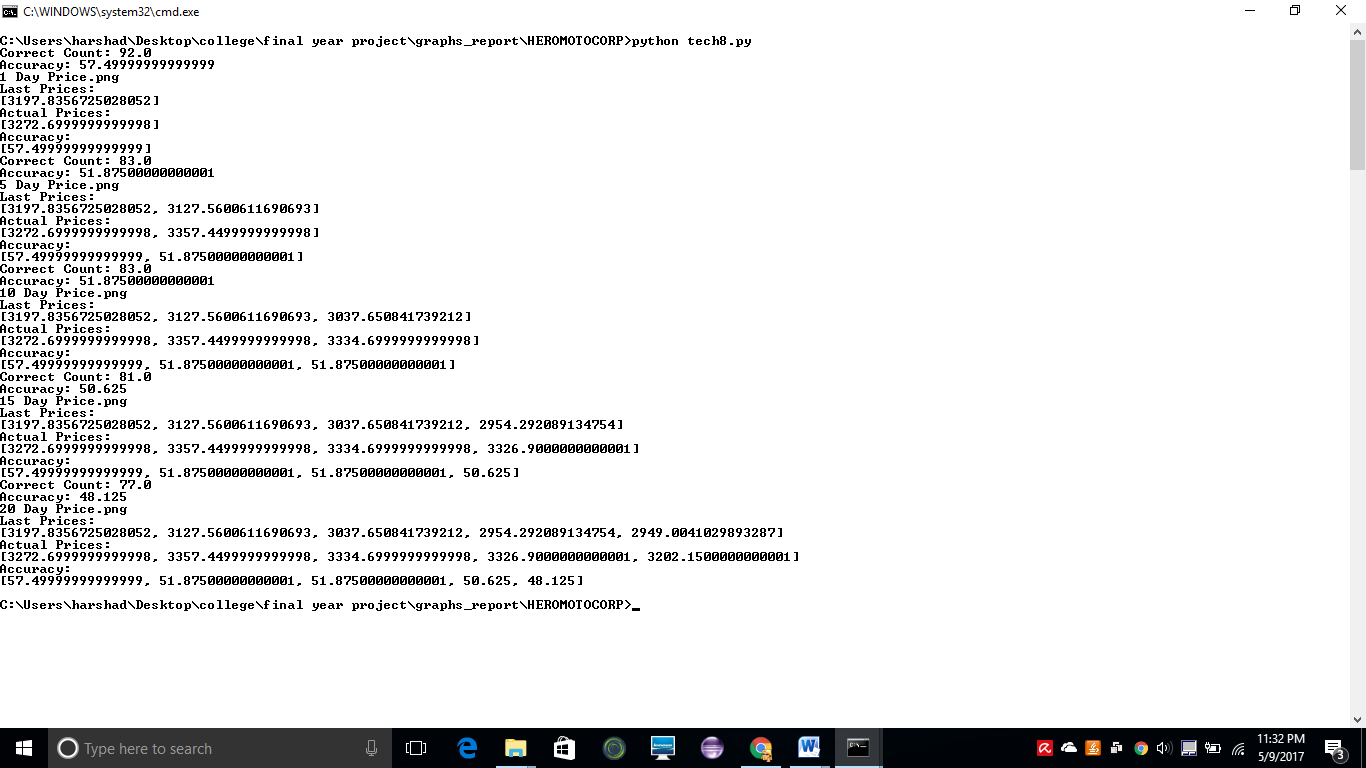 C:\WINDOWS\system32\cmd.exe
C:\Users\harshad\Desktop\college\final year project\graphs_report\HEROMOTOCORP>python tech8.py
Correct Count: 92.0
Accuracy: 57.49999999999999
1 Day Price.png
Last Prices:
[3197.8356725028052]
Actual Prices:
[3272.6999999999998]
Accuracy:
[57.49999999999999]
Correct Count: 83.0
Accuracy: 51.87500000000001
5 Day Price.png
Last Prices:
[3197.8356725028052, 3127.5600611690693]
Actual Prices:
[3272.6999999999998, 3357.4499999999998]
Accuracy:
[57.49999999999999, 51.87500000000001]
Correct Count: 83.0
Accuracy: 51.87500000000001
10 Day Price.png
Last Prices:
[3197.8356725028052, 3127.5600611690693, 3037.650841739212]
Actual Prices:
[3272.6999999999998, 3357.4499999999998, 3334.6999999999998]
Accuracy:
[57.49999999999999, 51.87500000000001, 51.87500000000001]
Correct Count: 81.0
Accuracy: 50.625
15 Day Price.png
Last Prices:
[3197.8356725028052, 3127.5600611690693, 3037.650841739212, 2954.292089134754]
Actual Prices:
[3272.6999999999998, 3357.4499999999998, 3334.6999999999998, 3326.9000000000001]
Accuracy:
[57.49999999999999, 51.87500000000001, 51.87500000000001, 50.625]
Correct Count: 77.0
Accuracy: 48.125
20 Day Price.png
Last Prices:
[3197.8356725028052, 3127.5600611690693, 3037.650841739212, 2954.292089134754, 2949.0041029893287]
Actual Prices:
[3272.6999999999998, 3357.4499999999998, 3334.6999999999998, 3326.9000000000001, 3202.1500000000001]
Accuracy:
[57.49999999999999, 51.87500000000001, 51.87500000000001, 50.625, 48.125]
C:\Users\harshad\Desktop\college\final year project\graphs_report\HEROMOTOCORP>_
Type here to search
11:32 PM
5/9/2017
3